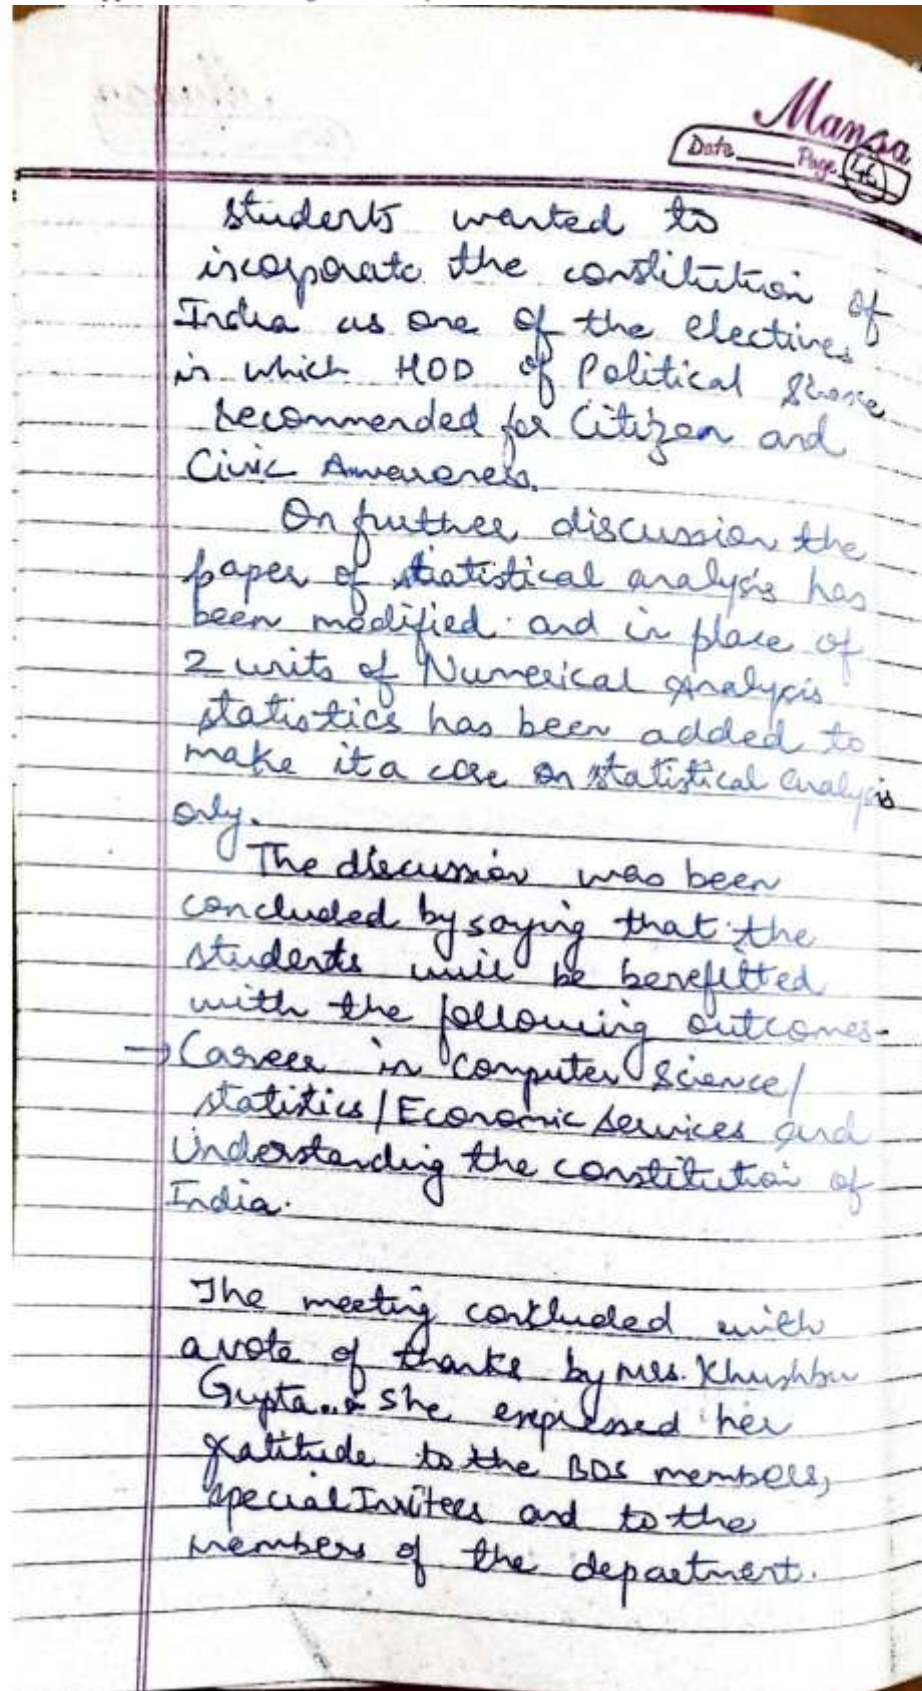 Mansa
Date Page 46
students wanted to
incorporate the constitution of
India as one of the electives
in which HOD of Political Science
recommended for Citizen and
Civic Awareness.
On further discussion the
paper of statistical analysis has
been modified and in place of
2 units of Numerical Analysis
statistics has been added to
make it a core on statistical analysis
only.
The discussion was been
concluded by saying that the
students will be benefitted
with the following outcomes-
→ Career in Computer Science/
statistics/Economic Services and
Understanding the constitution of
India.
The meeting concluded with
a vote of thanks by Mrs. Khushbu
Gupta. She expressed her
gratitude to the BOS members,
special Invitees and to the
members of the department.